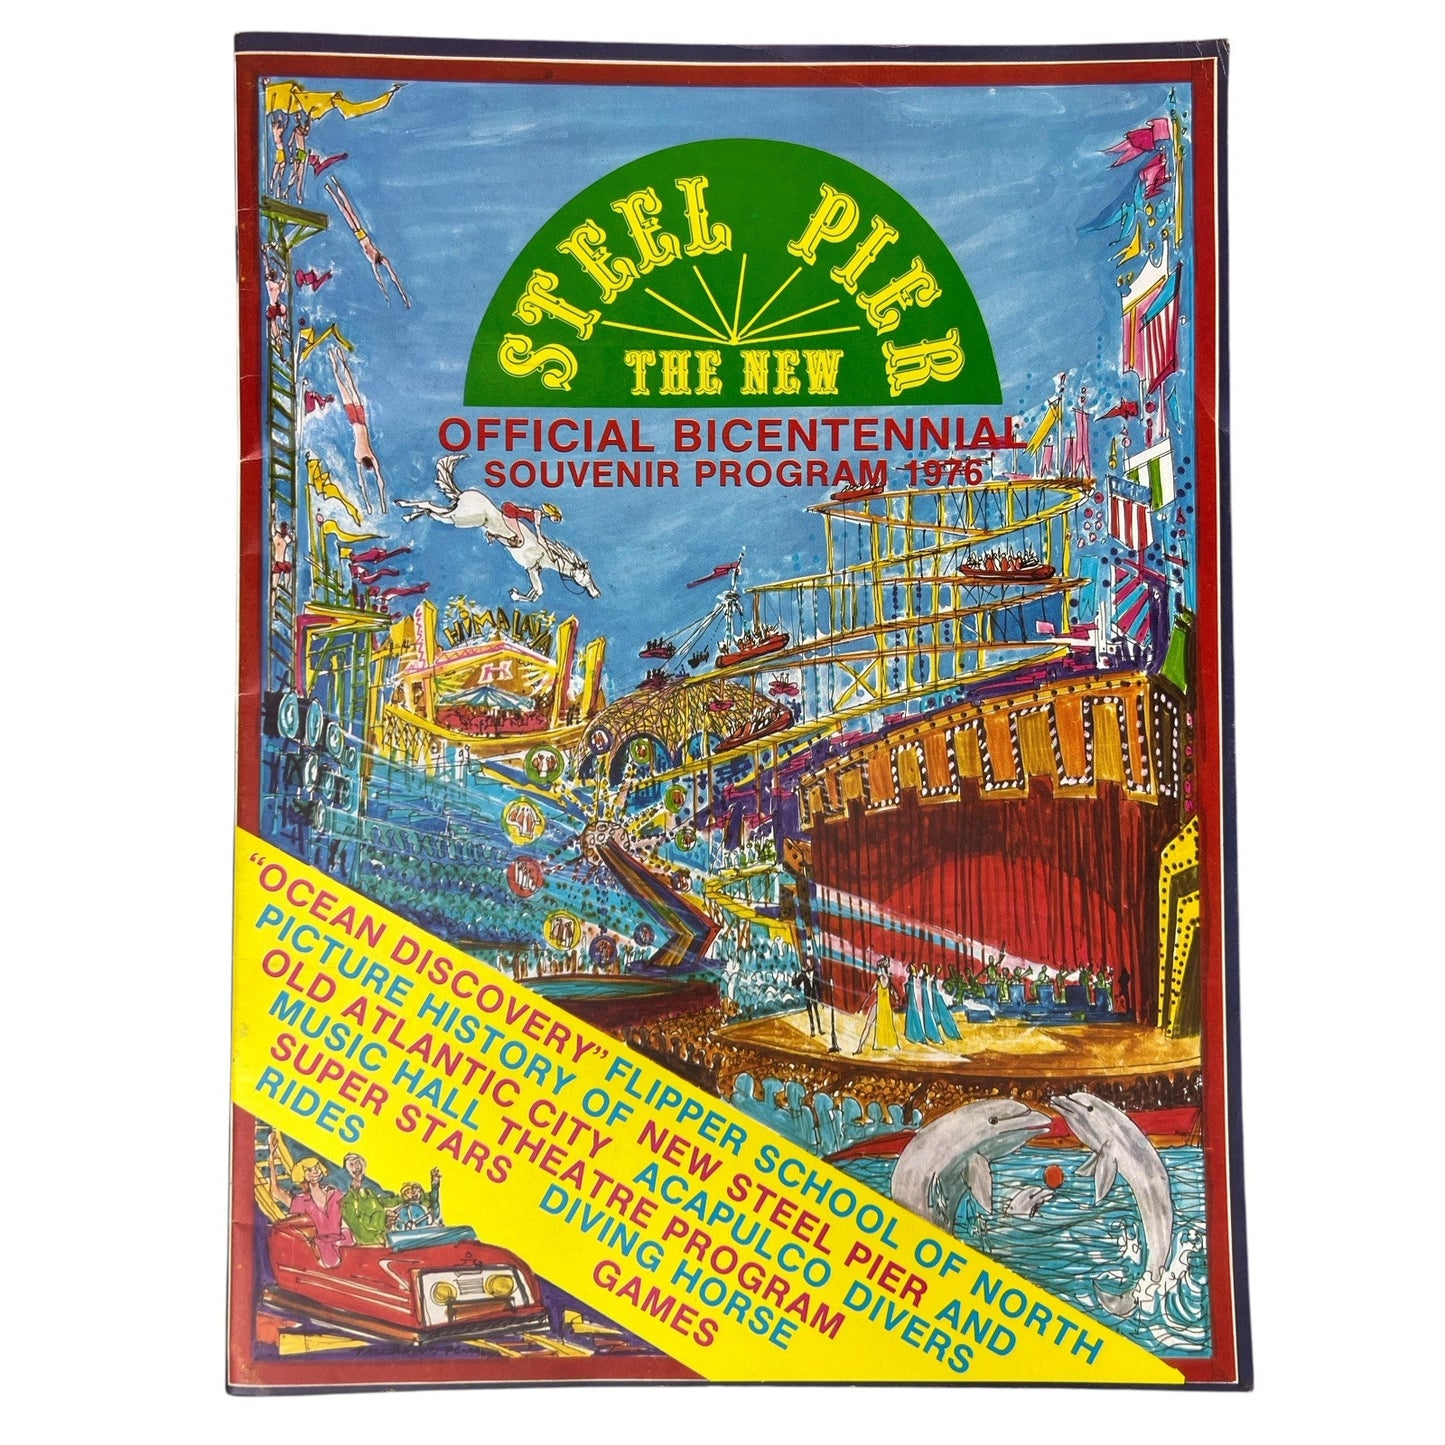 STEEL PIER
THE NEW
OFFICIAL BICENTENNIAL
SOUVENIR PROGRAM 1976
HIMALAYA
"OCEAN DISCOVERY" FLIPPER SCHOOL OF NORTH
PICTURE HISTORY OF NEW STEEL PIER AND
OLD ATLANTIC CITY ACAPULCO DIVERS
MUSIC HALL THEATRE PROGRAM
SUPER STARS DIVING HORSE
RIDES GAMES